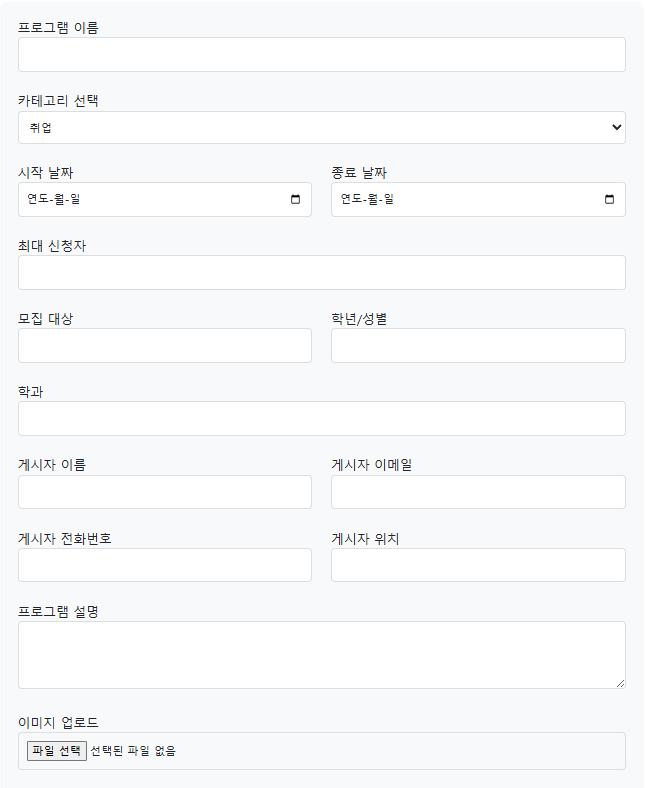 프로그램 이름
카테고리 선택
취업
시작 날짜 종료 날짜
연도-월-일 연도-월-일
최대 신청자
모집 대상 학년/성별
학과
게시자 이름 게시자 이메일
게시자 전화번호 게시자 위치
프로그램 설명
이미지 업로드
파일 선택 선택된 파일 없음